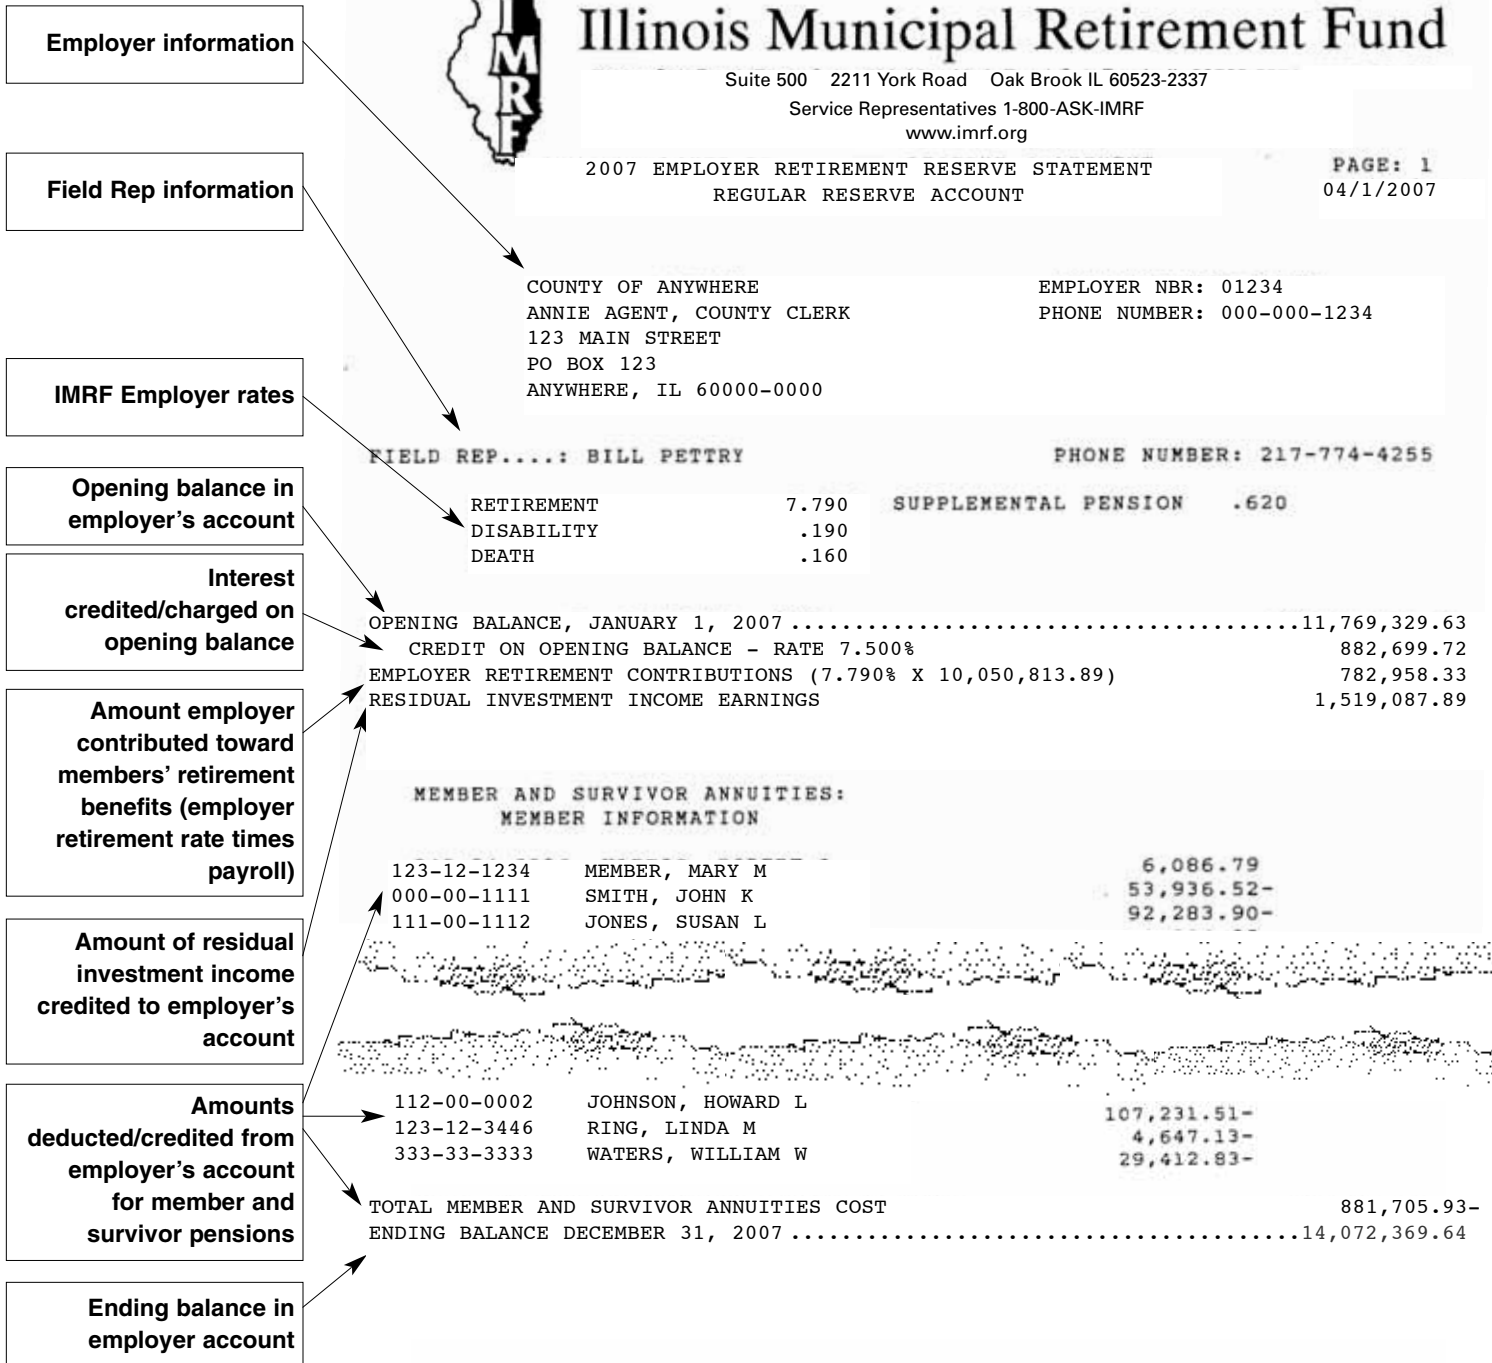 IMRF
Illinois Municipal Retirement Fund
Suite 500 2211 York Road Oak Brook IL 60523-2337
Service Representatives 1-800-ASK-IMRF
www.imrf.org
2007 EMPLOYER RETIREMENT RESERVE STATEMENT PAGE: 1
REGULAR RESERVE ACCOUNT 04/1/2007
Employer information
Field Rep information
COUNTY OF ANYWHERE EMPLOYER NBR: 01234
ANNIE AGENT, COUNTY CLERK PHONE NUMBER: 000-000-1234
123 MAIN STREET
PO BOX 123
ANYWHERE, IL 60000-0000
IMRF Employer rates
FIELD REP....: BILL PETTRY PHONE NUMBER: 217-774-4255
RETIREMENT 7.790 SUPPLEMENTAL PENSION .620
DISABILITY .190
DEATH .160
Opening balance in
employer's account
Interest
credited/charged on
opening balance
OPENING BALANCE, JANUARY 1, 2007.......................................11,769,329.63
CREDIT ON OPENING BALANCE - RATE 7.500% 882,699.72
EMPLOYER RETIREMENT CONTRIBUTIONS (7.790% X 10,050,813.89) 782,958.33
RESIDUAL INVESTMENT INCOME EARNINGS 1,519,087.89
Amount employer
contributed toward
members' retirement
benefits (employer
retirement rate times
payroll)
MEMBER AND SURVIVOR ANNUITIES:
MEMBER INFORMATION
123-12-1234 MEMBER, MARY M 6,086.79
000-00-1111 SMITH, JOHN K 53,936.52-
111-00-1112 JONES, SUSAN L 92,283.90-
Amount of residual
investment income
credited to employer's
account
112-00-0002 JOHNSON, HOWARD L 107,231.51-
123-12-3446 RING, LINDA M 4,647.13-
333-33-3333 WATERS, WILLIAM W 29,412.83-
Amounts
deducted/credited from
employer's account
for member and
survivor pensions
TOTAL MEMBER AND SURVIVOR ANNUITIES COST 881,705.93-
ENDING BALANCE DECEMBER 31, 2007.......................................14,072,369.64
Ending balance in
employer account